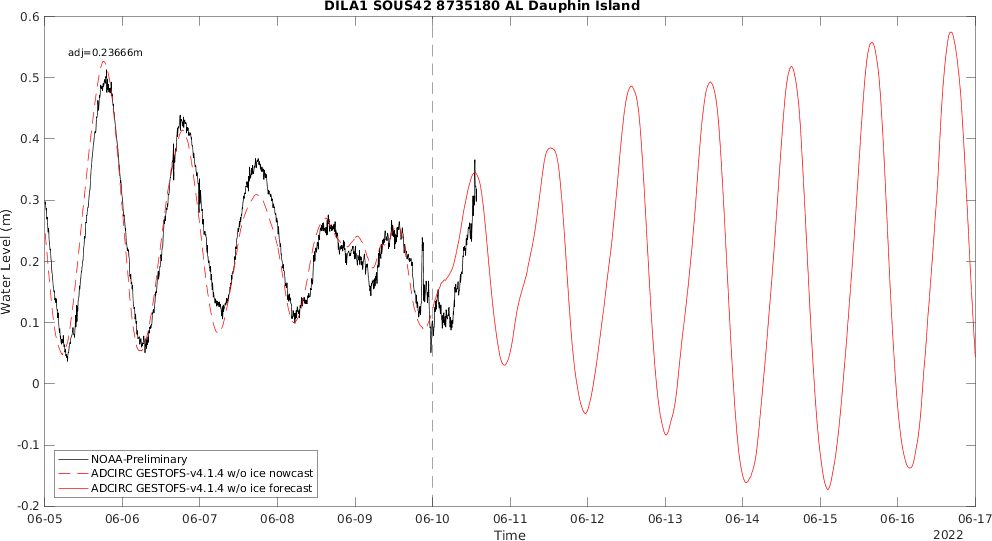 DILA1 SOUS42 8735180 AL Dauphin Island
adj=0.23666m
0.6
0.5
0.4
0.3
0.2
0.1
0
-0.1
-0.2
Water Level (m)
NOAA-Preliminary
ADCIRC GESTOFS-v4.1.4 w/o ice nowcast
ADCIRC GESTOFS-v4.1.4 w/o ice forecast
06-05 06-06 06-07 06-08 06-09 06-10 06-11 06-12 06-13 06-14 06-15 06-16 06-17
Time
2022